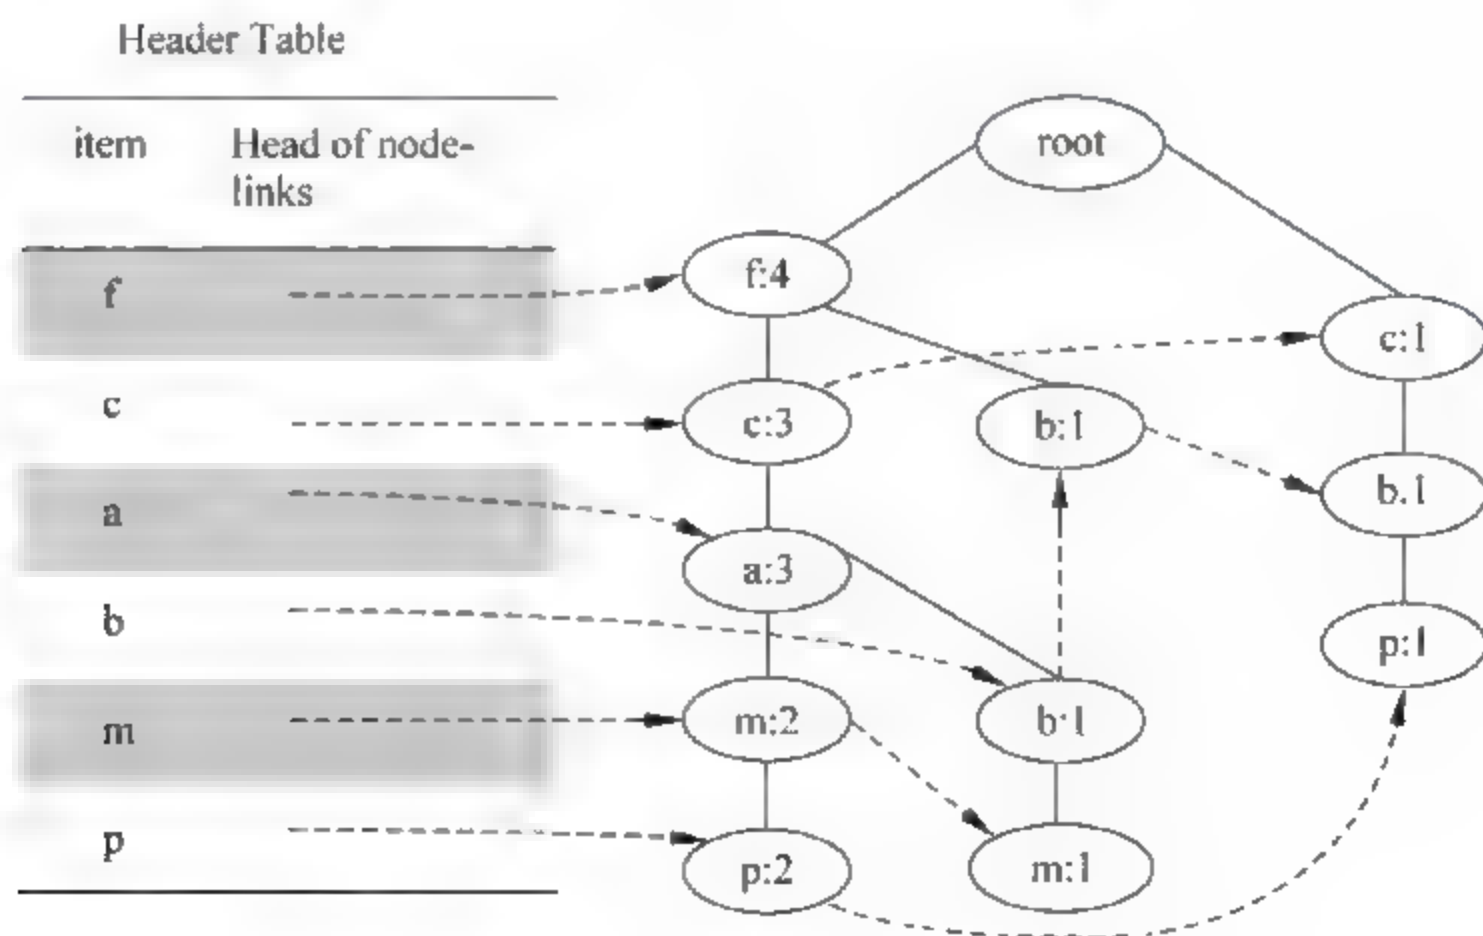 Header Table
item Head of node-
links
root
f
f:4
c:1
c
c:3
b:1
b.1
a
a:3
b
p:1
m
m:2
b:1
p
p:2
m:1